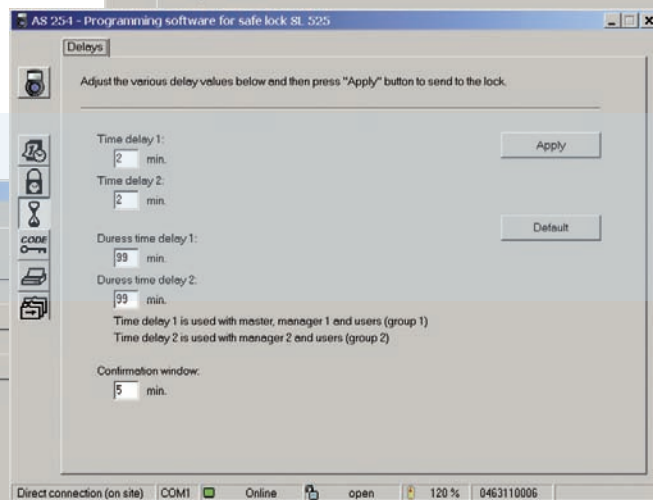 AS 254 - Programming software for safe lock SL 525
Delays
Adjust the various delay values below and then press "Apply" button to send to the lock.
Time delay 1:
2 min.
Apply
Time delay 2:
2 min.
Default
Duress time delay 1:
99 min.
Duress time delay 2:
99 min.
CODE
Time delay 1 is used with master, manager 1 and users (group 1)
Time delay 2 is used with manager 2 and users (group 2)
Confirmation window:
5 min.
Direct connection (on site) COM1 Online open 120 % 0463110006